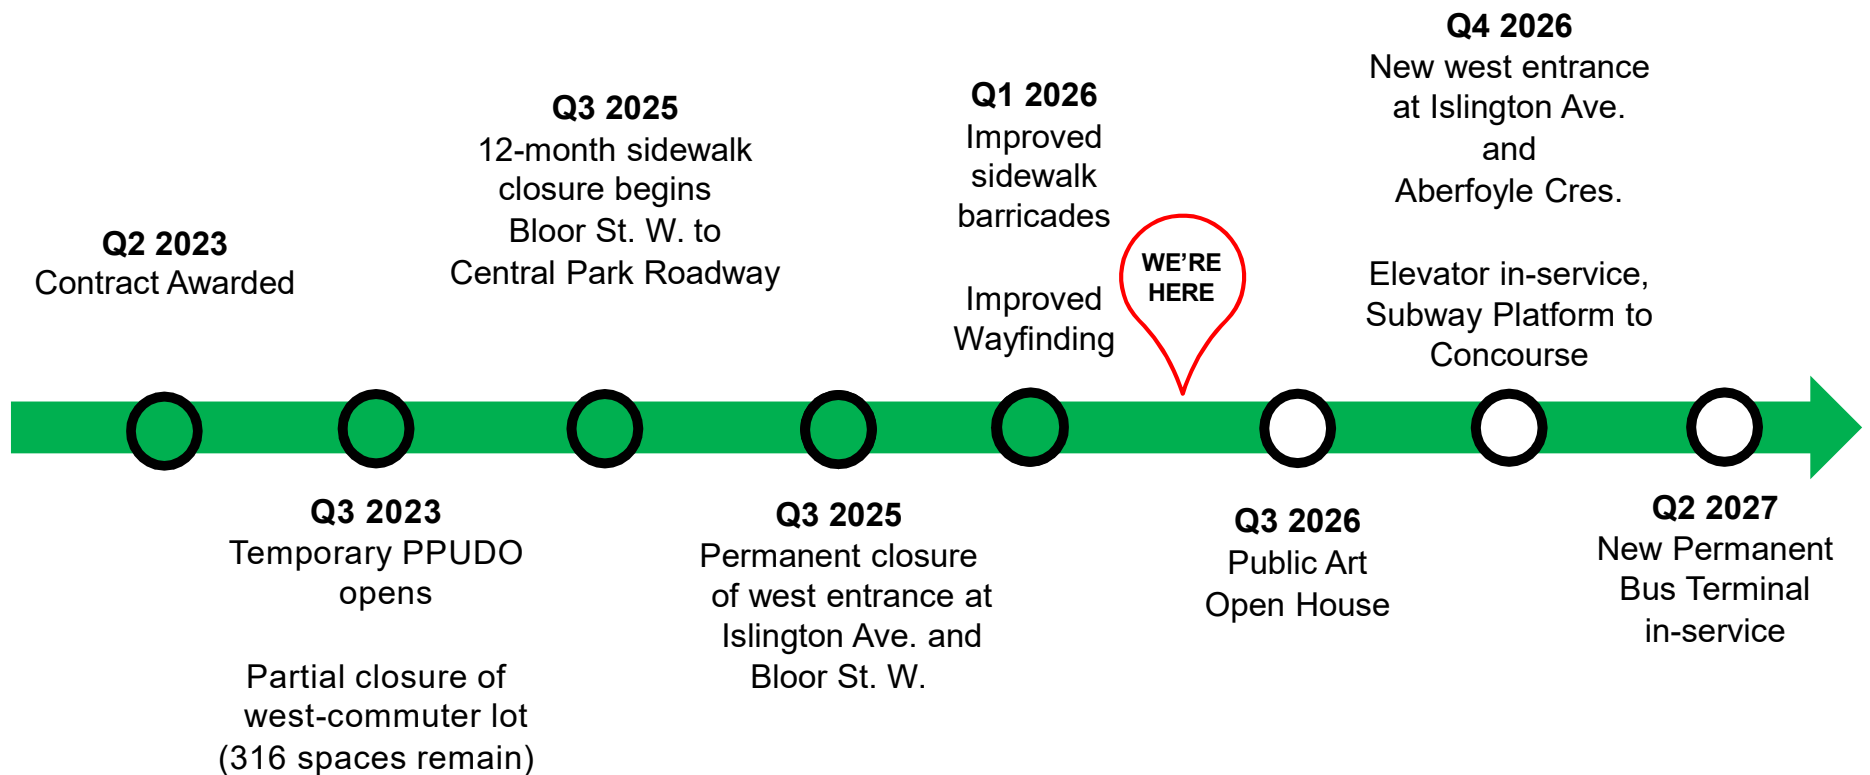 Q2 2023
Contract Awarded
Q3 2023
Temporary PPUDO
opens
Partial closure of
west-commuter lot
(316 spaces remain)
Q3 2025
12-month sidewalk
closure begins
Bloor St. W. to
Central Park Roadway
Q3 2025
Permanent closure
of west entrance at
Islington Ave. and
Bloor St. W.
Q1 2026
Improved
sidewalk
barricades
Improved
Wayfinding
WE'RE
HERE
Q3 2026
Public Art
Open House
Q4 2026
New west entrance
at Islington Ave.
and
Aberfoyle Cres.
Elevator in-service,
Subway Platform to
Concourse
Q2 2027
New Permanent
Bus Terminal
in-service